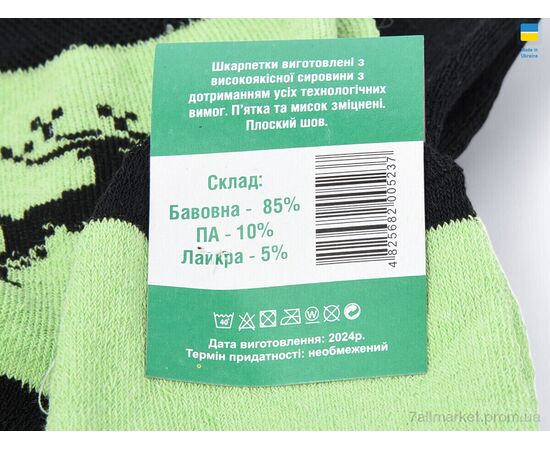 Made in
Ukraine
Шкарпетки виготовлені з
високоякісної сировини з
дотриманням усіх технологічних
вимог. П'ятка та мисок зміцнені.
Плоский шов.
Склад:
Бавовна - 85%
ПА - 10%
Лайкра - 5%
4 825682 005237
40
W
Дата виготовлення: 2024р.
Термін придатності: необмежений
7allmarket.prom.ua